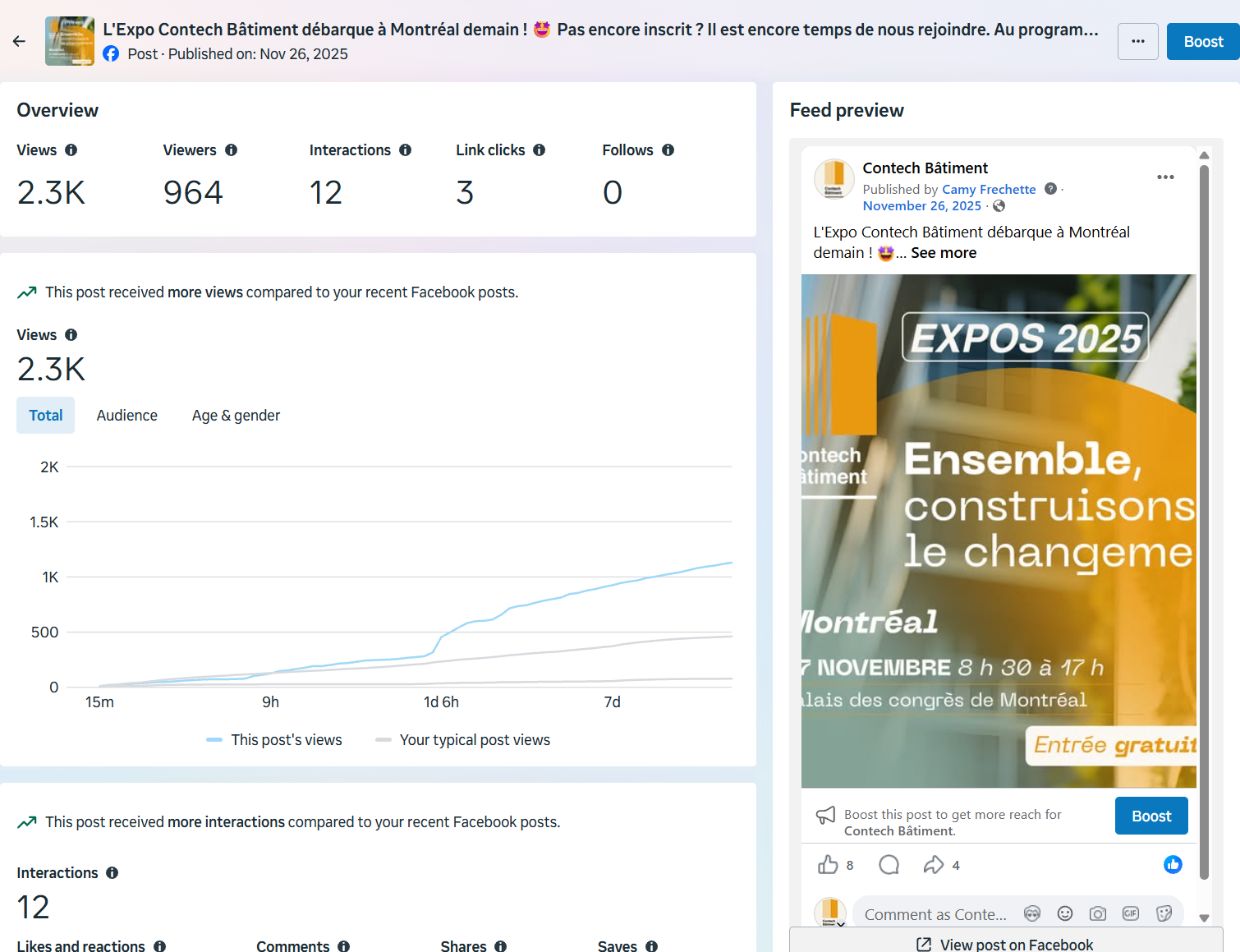 L'Expo Contech Bâtiment débarque à Montréal demain ! 🤩 Pas encore inscrit ? Il est encore temps de nous rejoindre. Au program...
Post · Published on: Nov 26, 2025
Boost
Overview
Views
Viewers
Interactions
Link clicks
Follows
2.3K
964
12
3
0
This post received more views compared to your recent Facebook posts.
Views
2.3K
Total
Audience
Age & gender
2K
1.5K
1K
500
0
15m
9h
1d 6h
7d
This post's views
Your typical post views
This post received more interactions compared to your recent Facebook posts.
Interactions
12
Likes and reactions
Comments
Shares
Saves
Feed preview
Contech Bâtiment
Published by Camy Frechette ·
November 26, 2025 ·
L'Expo Contech Bâtiment débarque à Montréal
demain ! 🤩... See more
EXPOS 2025
ontech
âtiment
Ensemble,
construisons
le changeme
Montréal
7 NOVEMBRE 8 h 30 à 17 h
alais des congrès de Montréal
Entrée gratuit
Boost this post to get more reach for
Contech Bâtiment.
Boost
8
4
Comment as Conte...
GIF
View post on Facebook